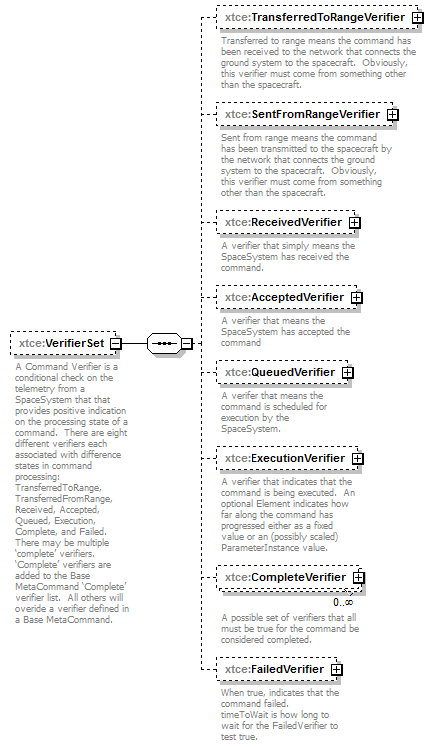 xtce:VerifierSet
A Command Verifier is a
conditional check on the
telemetry from a
SpaceSystem that that
provides positive indication
on the processing state of a
command.  There are eight
different verifiers each
associated with difference
states in command
processing:
TransferredToRange,
TransferredFromRange,
Received, Accepted,
Queued, Execution,
Complete, and Failed.
There may be multiple
‘complete’ verifiers.
‘Complete’ verifiers are
added to the Base
MetaCommand ‘Complete’
verifier list.  All others will
overide a verifier defined in
a Base MetaCommand.
xtce:TransferredToRangeVerifier
Transferred to range means the command has
been received to the network that connects the
ground system to the spacecraft.  Obviously,
this verifier must come from something other
than the spacecraft.
xtce:SentFromRangeVerifier
Sent from range means the command
has been transmitted to the spacecraft by
the network that connects the ground
system to the spacecraft.  Obviously,
this verifier must come from something
other than the spacecraft.
xtce:ReceivedVerifier
A verifier that simply means the
SpaceSystem has received the
command.
xtce:AcceptedVerifier
A verifier that means the
SpaceSystem has accepted the
command
xtce:QueuedVerifier
A verifer that means the
command is scheduled for
execution by the
SpaceSystem.
xtce:ExecutionVerifier
A verifier that indicates that the
command is being executed.  An
optional Element indicates how
far along the command has
progressed either as a fixed
value or an (possibly scaled)
ParameterInstance value.
xtce:CompleteVerifier
0..∞
A possible set of verifiers that all
must be true for the command be
considered completed.
xtce:FailedVerifier
When true, indicates that the
command failed.
timeToWait is how long to
wait for the FailedVerifier to
test true.